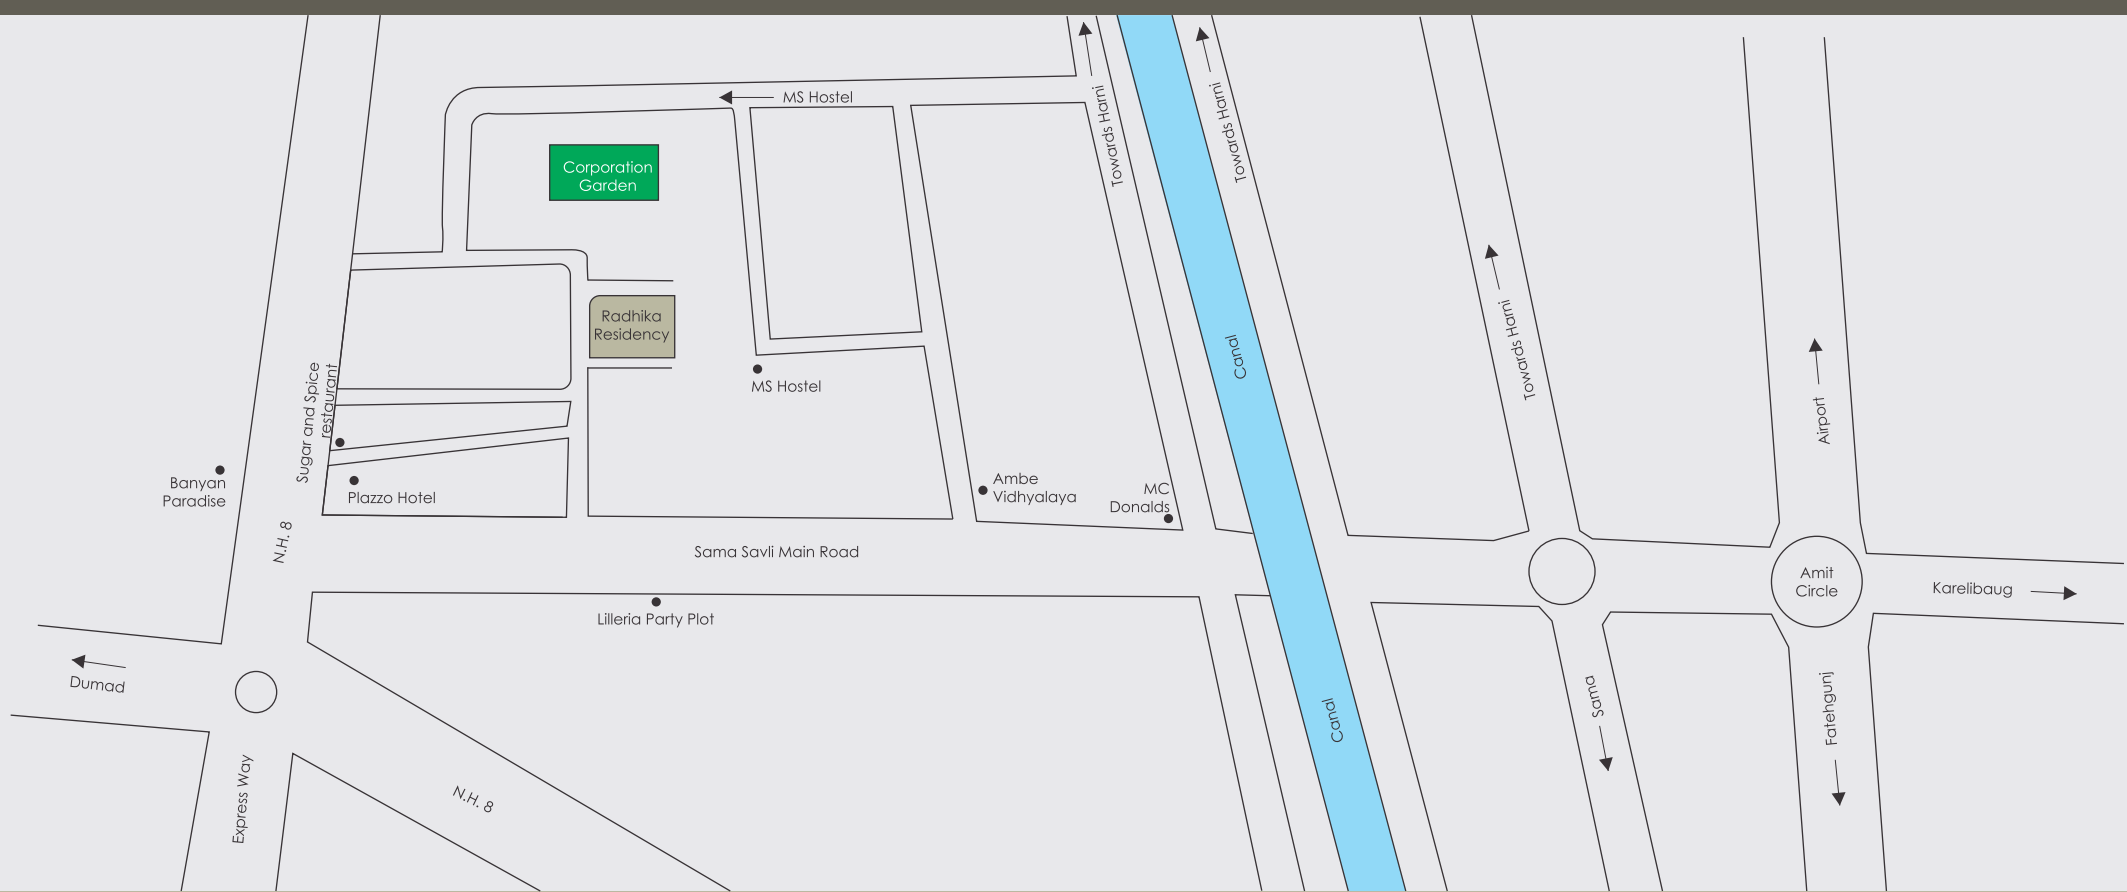 MS Hostel
Towards Harni
Towards Harni
Corporation
Garden
Towards Harni
Radhika
Residency
MS Hostel
Canal
Airport
Sugar and Spice
restaurant
Banyan
Paradise
Plazzo Hotel
Ambe
Vidhyalaya
MC
Donalds
N.H. 8
Sama Savli Main Road
Amit
Circle
Karelibaug
Lilleria Party Plot
Dumad
Sama
Fatehgunj
Canal
Express Way
N.H. 8